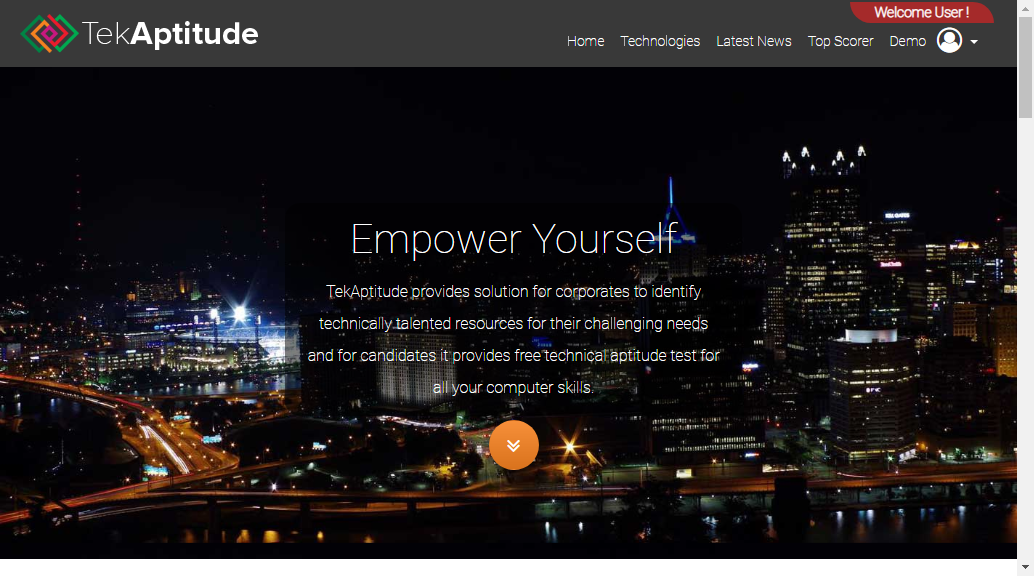 Welcome User !
TekAptitude
Home Technologies Latest News Top Scorer Demo
Empower Yourself
TekAptitude provides solution for corporates to identify
technically talented resources for their challenging needs
and for candidates it provides free technical aptitude test for
all your computer skills.